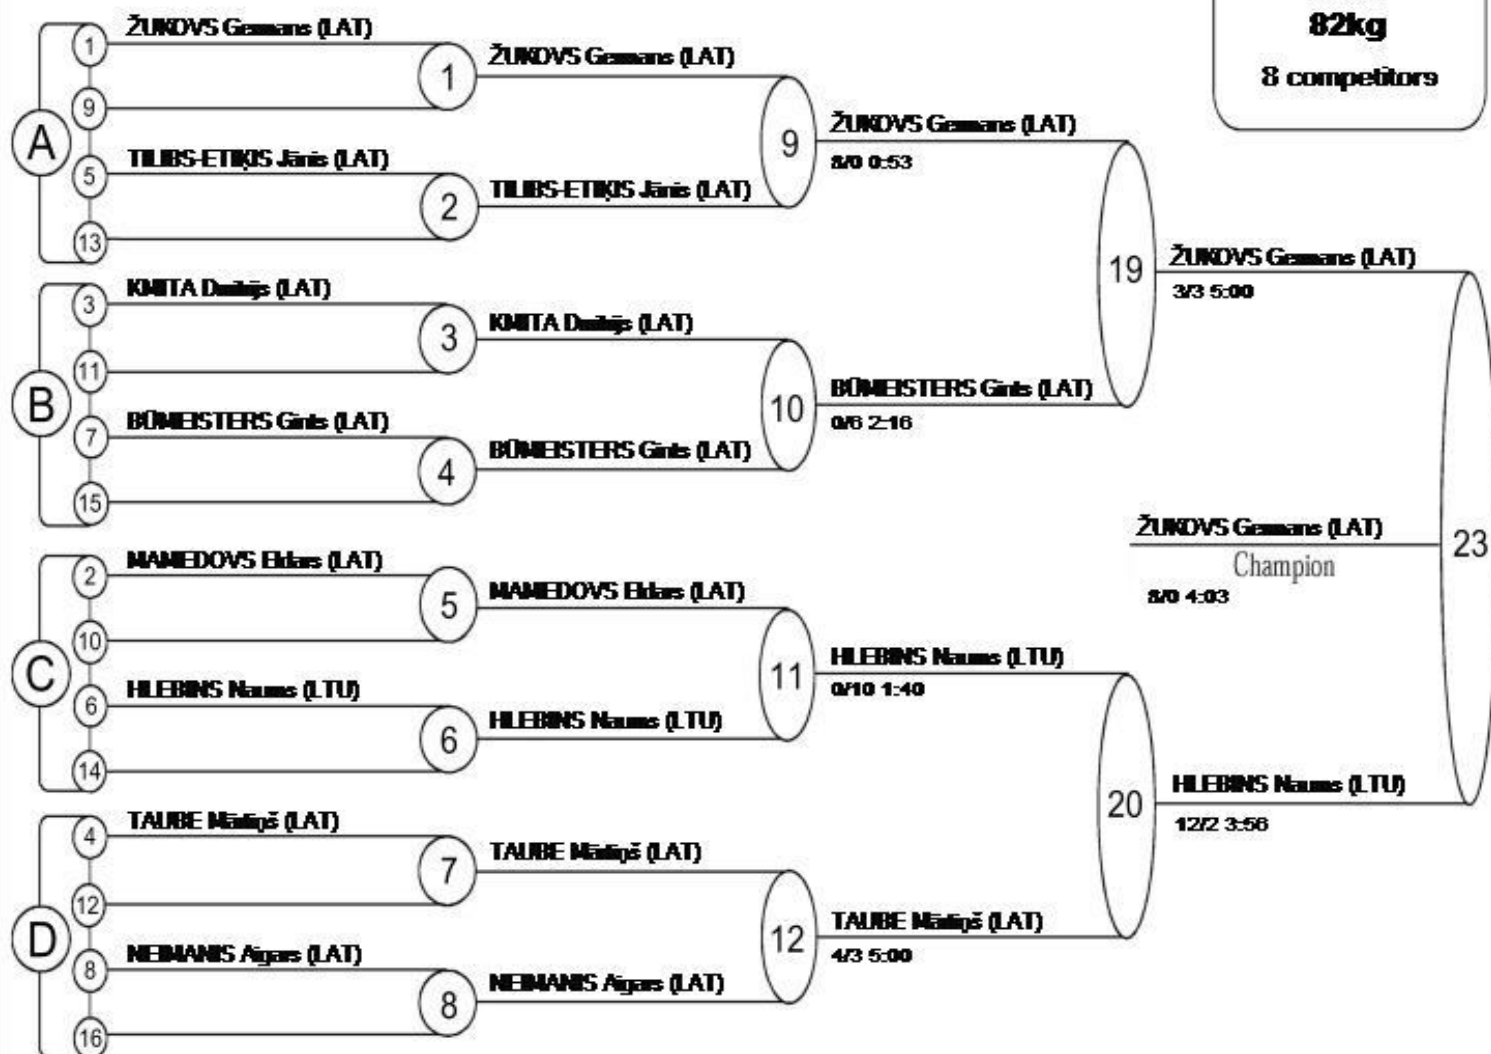 82kg
8 competitors
A
1
ŽUKOVS Germans (LAT)
9
5
TILIBS-ETIĶIS Jānis (LAT)
13
1
ŽUKOVS Germans (LAT)
2
TILIBS-ETIĶIS Jānis (LAT)
9
ŽUKOVS Germans (LAT)
8/0 0:53
B
3
KMITA Dmitrijs (LAT)
11
7
BŪMEISTERS Gints (LAT)
15
3
KMITA Dmitrijs (LAT)
4
BŪMEISTERS Gints (LAT)
10
BŪMEISTERS Gints (LAT)
0/6 2:16
19
ŽUKOVS Germans (LAT)
3/3 5:00
C
2
MAMEDOVS Eldars (LAT)
10
6
HLEBINS Naums (LTU)
14
5
MAMEDOVS Eldars (LAT)
6
HLEBINS Naums (LTU)
11
HLEBINS Naums (LTU)
0/10 1:40
D
4
TAUBE Mārtiņš (LAT)
12
8
NEIMANIS Aigars (LAT)
16
7
TAUBE Mārtiņš (LAT)
8
NEIMANIS Aigars (LAT)
12
TAUBE Mārtiņš (LAT)
4/3 5:00
20
HLEBINS Naums (LTU)
12/2 3:56
23
ŽUKOVS Germans (LAT)
Champion
8/0 4:03